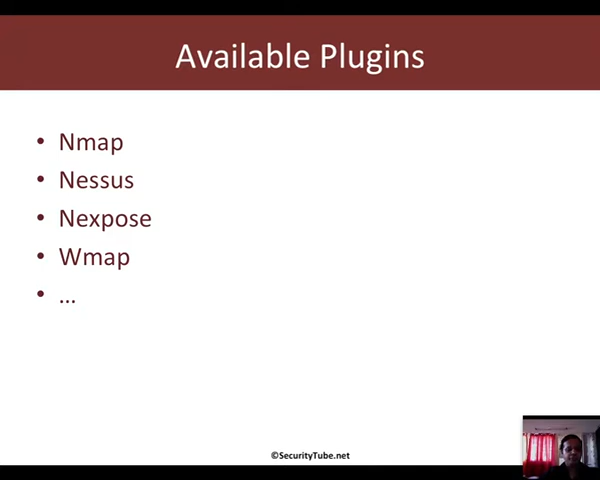 Available Plugins
• Nmap
• Nessus
• Nexpose
• Wmap
• ...
©SecurityTube.net